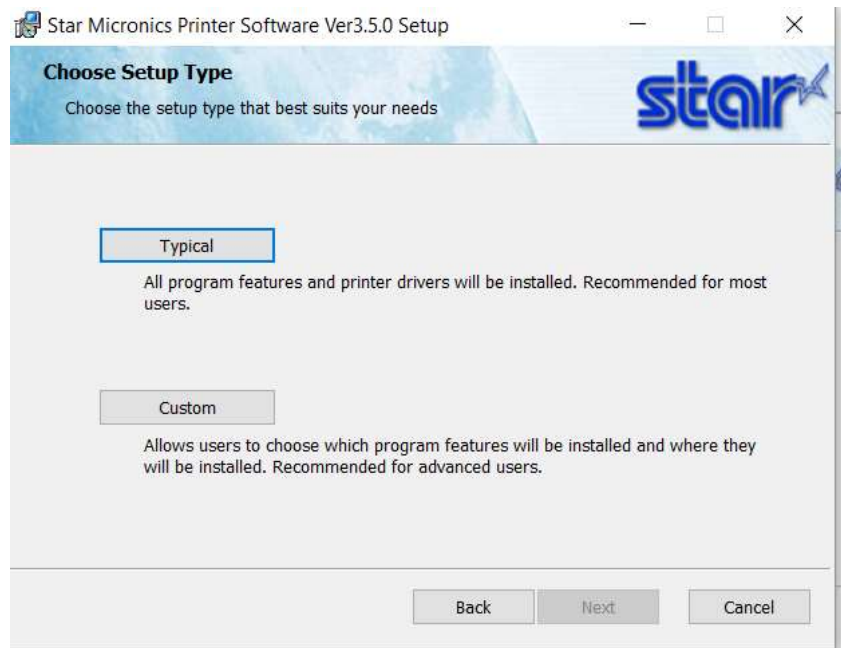 Star Micronics Printer Software Ver3.5.0 Setup
Choose Setup Type
Choose the setup type that best suits your needs
star
Typical
All program features and printer drivers will be installed. Recommended for most
users.
Custom
Allows users to choose which program features will be installed and where they
will be installed. Recommended for advanced users.
Back
Next
Cancel